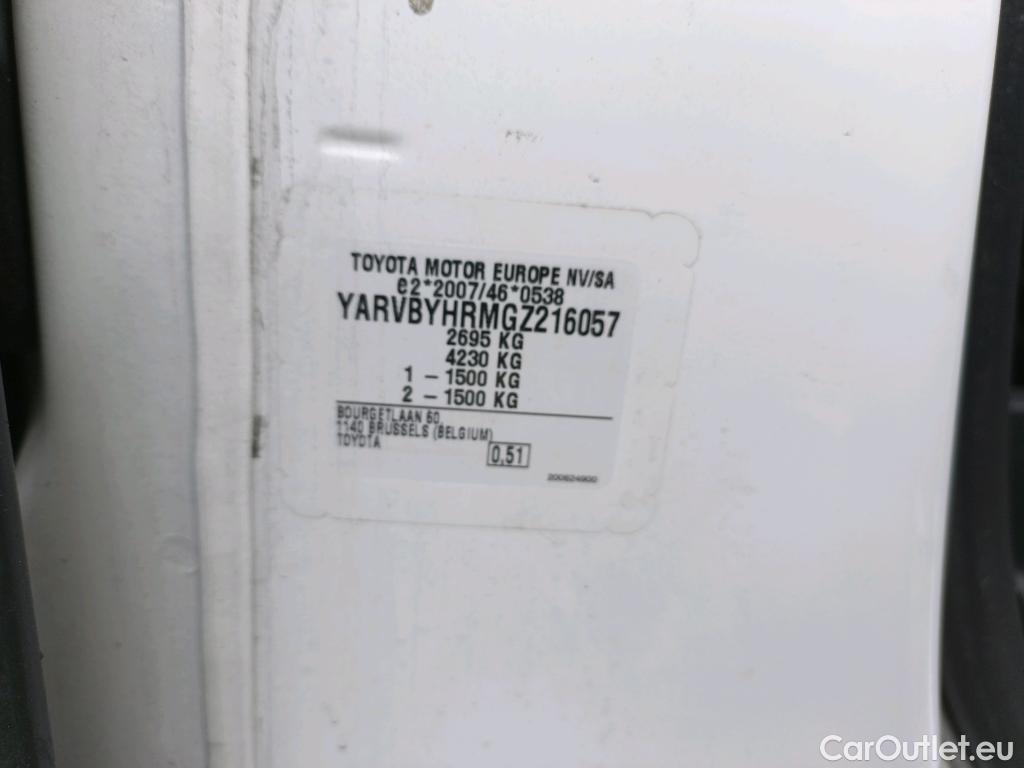 TOYOTA MOTOR EUROPE NV/SA
e2*2007/46*0538
YARVBYHRMGZ216057
2695 KG
4230 KG
1 - 1500 KG
2 - 1500 KG
BOURGETLAAN 60
1140 BRUSSELS (BELGIUM)
TOYOTA
0.51
200624900
CarOutlet.eu